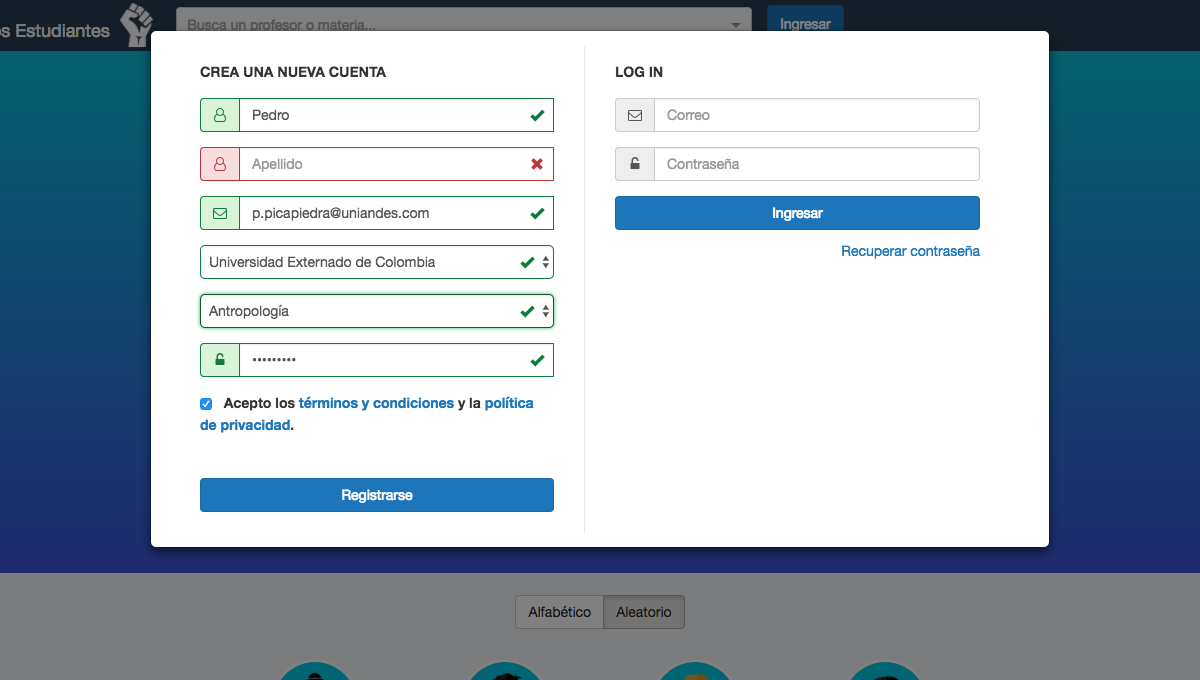 s Estudiantes
Busca un profesor o materia...
Ingresar
CREA UNA NUEVA CUENTA
Pedro
Apellido
p.picapiedra@uniandes.com
Universidad Externado de Colombia
Antropología
•••••••••
Acepto los términos y condiciones y la política
de privacidad.
Registrarse
LOG IN
Correo
Contraseña
Ingresar
Recuperar contraseña
Alfabético
Aleatorio